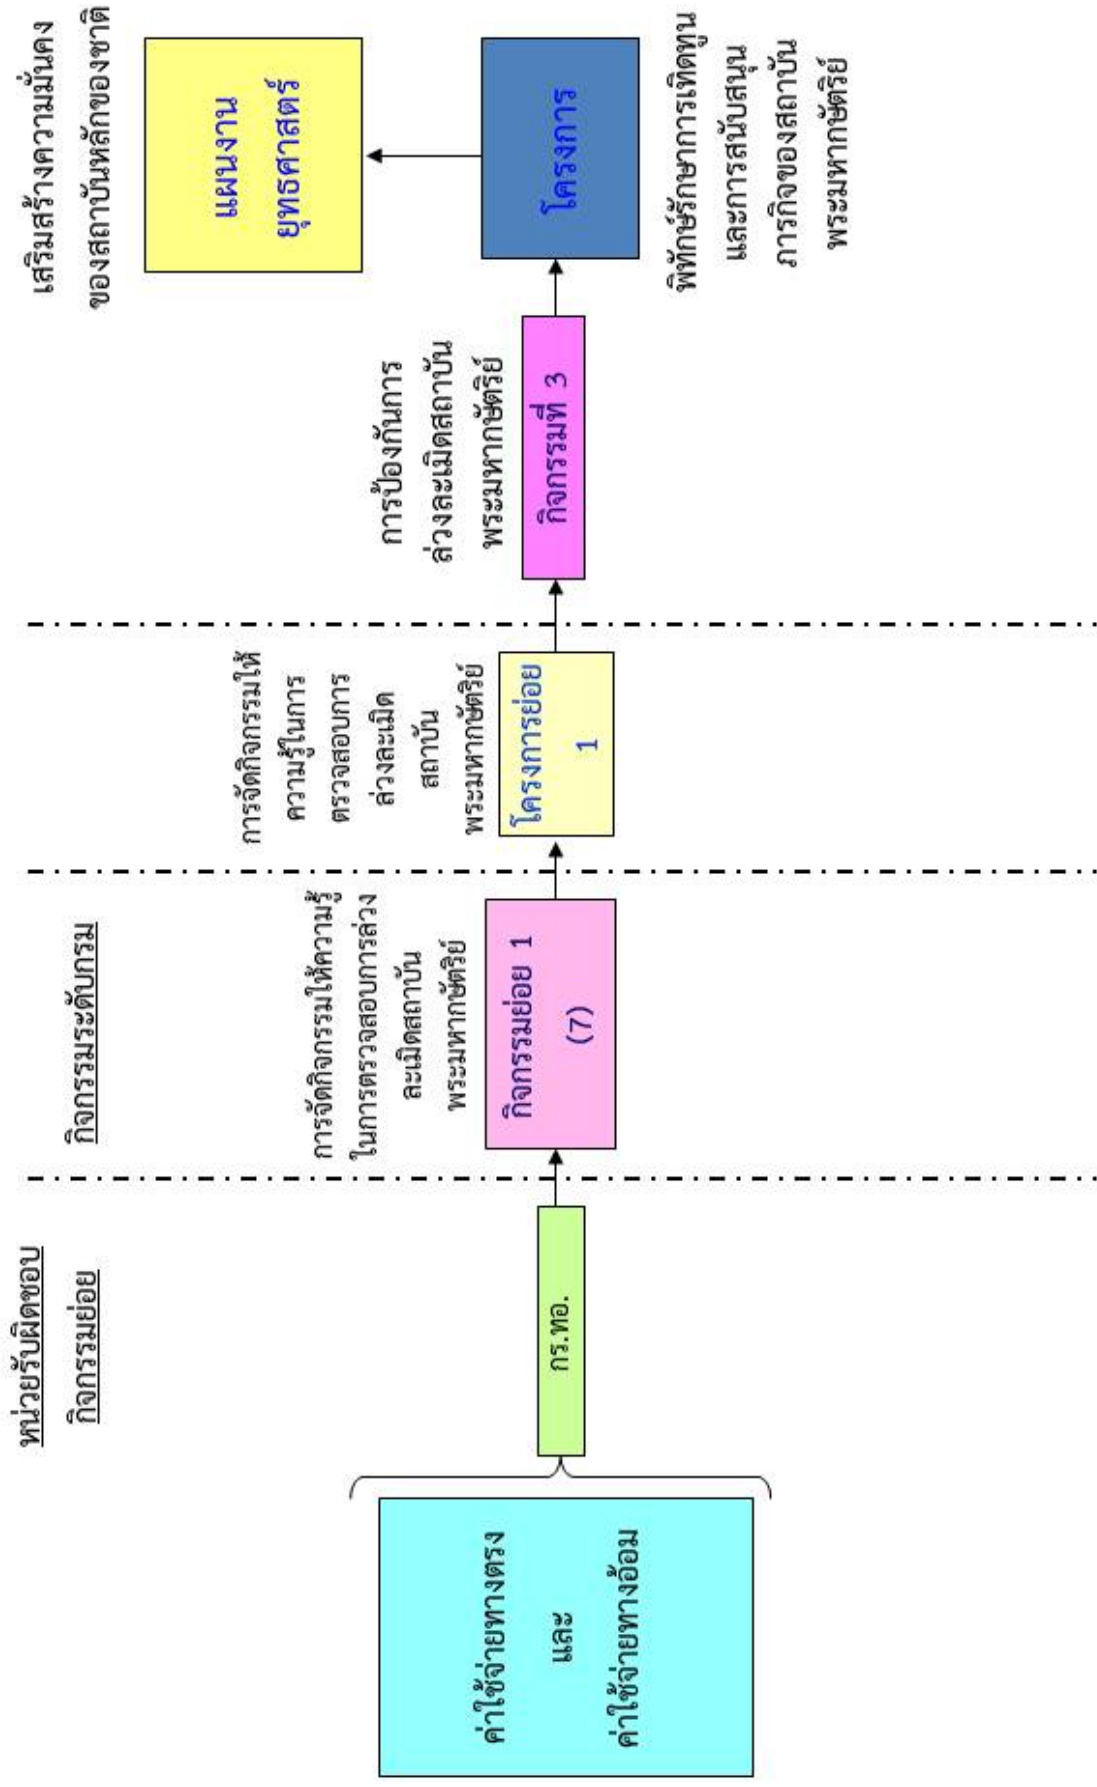 หน่วยรับผิดชอบ
กิจกรรมย่อย
กิจกรรมระดับกรม
ค่าใช้จ่ายทางตรง
และ
ค่าใช้จ่ายทางอ้อม
กร.ทอ.
การจัดกิจกรรมให้ความรู้
ในการตรวจสอบการล่วง
ละเมิดสถาบัน
พระมหากษัตริย์
กิจกรรมย่อย 1
(7)
การจัดกิจกรรมให้
ความรู้ในการ
ตรวจสอบการ
ล่วงละเมิด
สถาบัน
พระมหากษัตริย์
โครงการย่อย
1
การป้องกันการ
ล่วงละเมิดสถาบัน
พระมหากษัตริย์
กิจกรรมที่ 3
เสริมสร้างความมั่นคง
ของสถาบันหลักของชาติ
แผนงาน
ยุทธศาสตร์
โครงการ
พิทักษ์รักษาการเทิดทูน
และการสนับสนุน
ภารกิจของสถาบัน
พระมหากษัตริย์